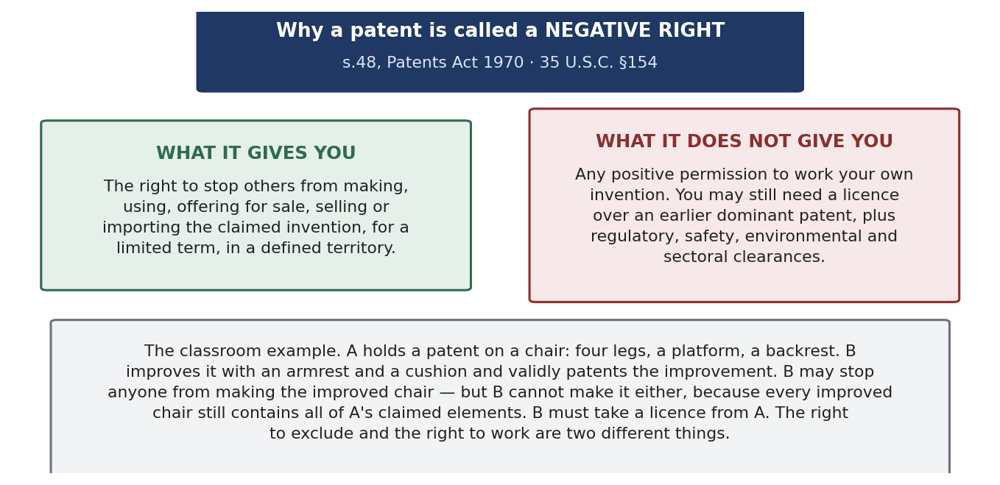 Why a patent is called a NEGATIVE RIGHT
s.48, Patents Act 1970 · 35 U.S.C. §154
WHAT IT GIVES YOU
The right to stop others from making,
using, offering for sale, selling or
importing the claimed invention, for a
limited term, in a defined territory.
WHAT IT DOES NOT GIVE YOU
Any positive permission to work your own
invention. You may still need a licence
over an earlier dominant patent, plus
regulatory, safety, environmental and
sectoral clearances.
The classroom example. A holds a patent on a chair: four legs, a platform, a backrest. B
improves it with an armrest and a cushion and validly patents the improvement. B may stop
anyone from making the improved chair — but B cannot make it either, because every improved
chair still contains all of A's claimed elements. B must take a licence from A. The right
to exclude and the right to work are two different things.